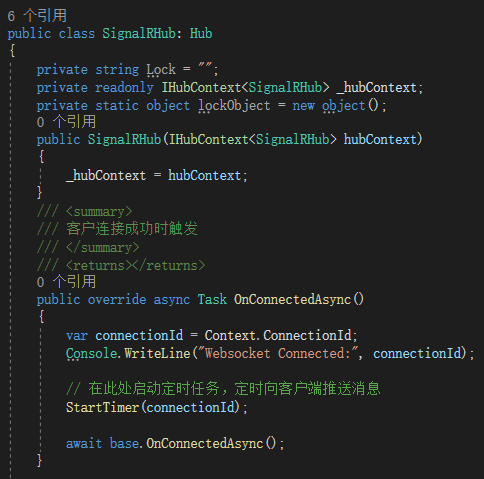 6 个引用
public class SignalRHub: Hub
{
private string Lock = "";
private readonly IHubContext<SignalRHub> _hubContext;
private static object lockObject = new object();
0 个引用
public SignalRHub(IHubContext<SignalRHub> hubContext)
{
_hubContext = hubContext;
}
/// <summary>
/// 客户连接成功时触发
/// </summary>
/// <returns></returns>
0 个引用
public override async Task OnConnectedAsync()
{
var connectionId = Context.ConnectionId;
Console.WriteLine("Websocket Connected:", connectionId);
// 在此处启动定时任务，定时向客户端推送消息
StartTimer(connectionId);
await base.OnConnectedAsync();
}